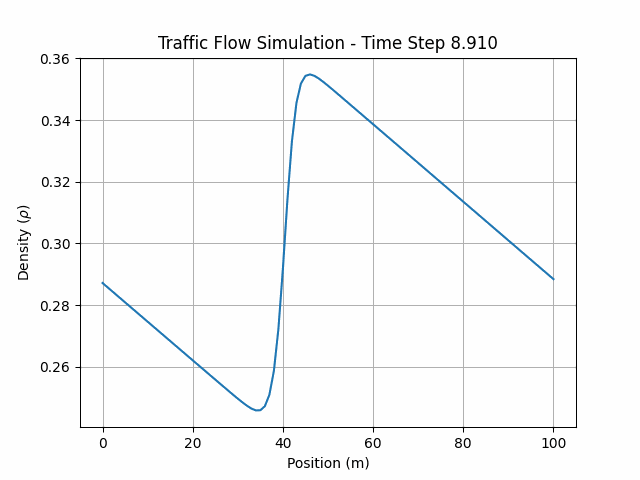 Traffic Flow Simulation - Time Step 8.910
0.36
0.34
0.32
0.30
0.28
0.26
Density (ρ)
0 20 40 60 80 100
Position (m)